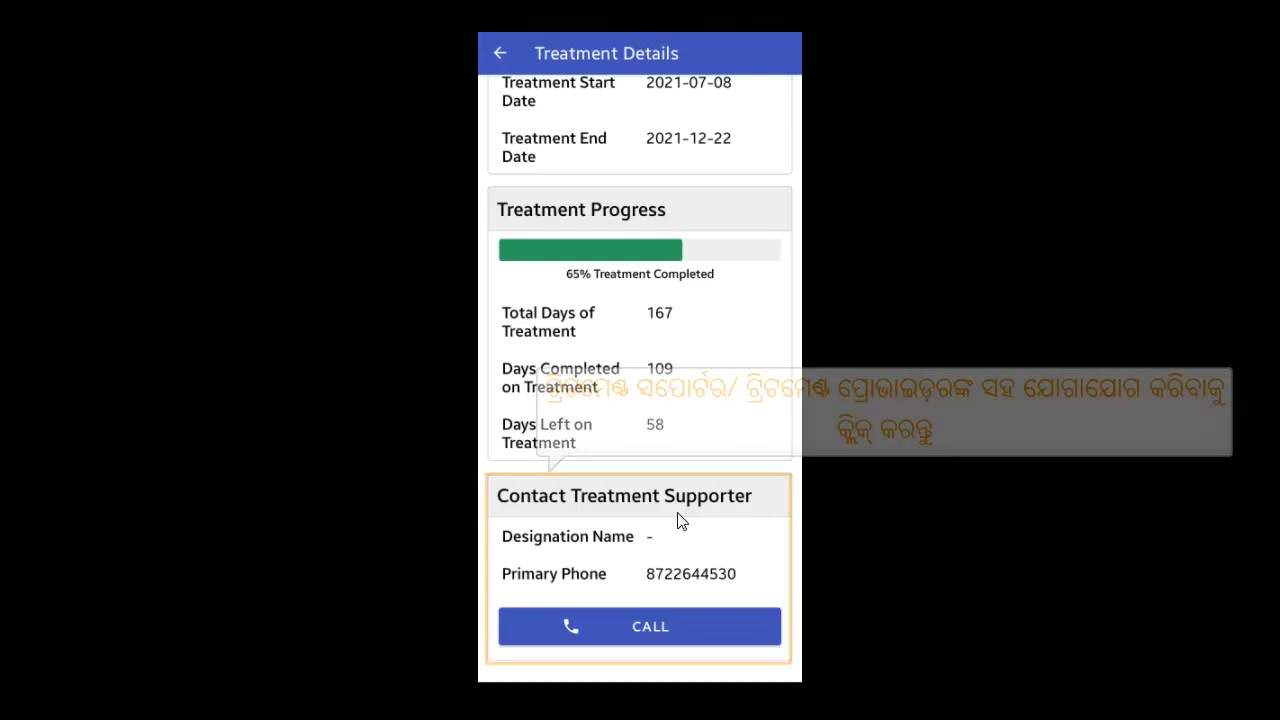 Treatment Details
Treatment Start 2021-07-08
Date
Treatment End 2021-12-22
Date
Treatment Progress
65% Treatment Completed
Total Days of 167
Treatment
Days Completed 109
on Treatment
ଟ୍ରିଟମେଣ୍ଟ ସପୋର୍ଟର/ ଟ୍ରିଟମେଣ୍ଟ ପ୍ରୋଭାଇଡ଼ରଙ୍କ ସହ ଯୋଗାଯୋଗ କରିବାକୁ
କ୍ଲିକ୍ କରନ୍ତୁ
Days Left on 58
Treatment
Contact Treatment Supporter
Designation Name -
Primary Phone 8722644530
CALL